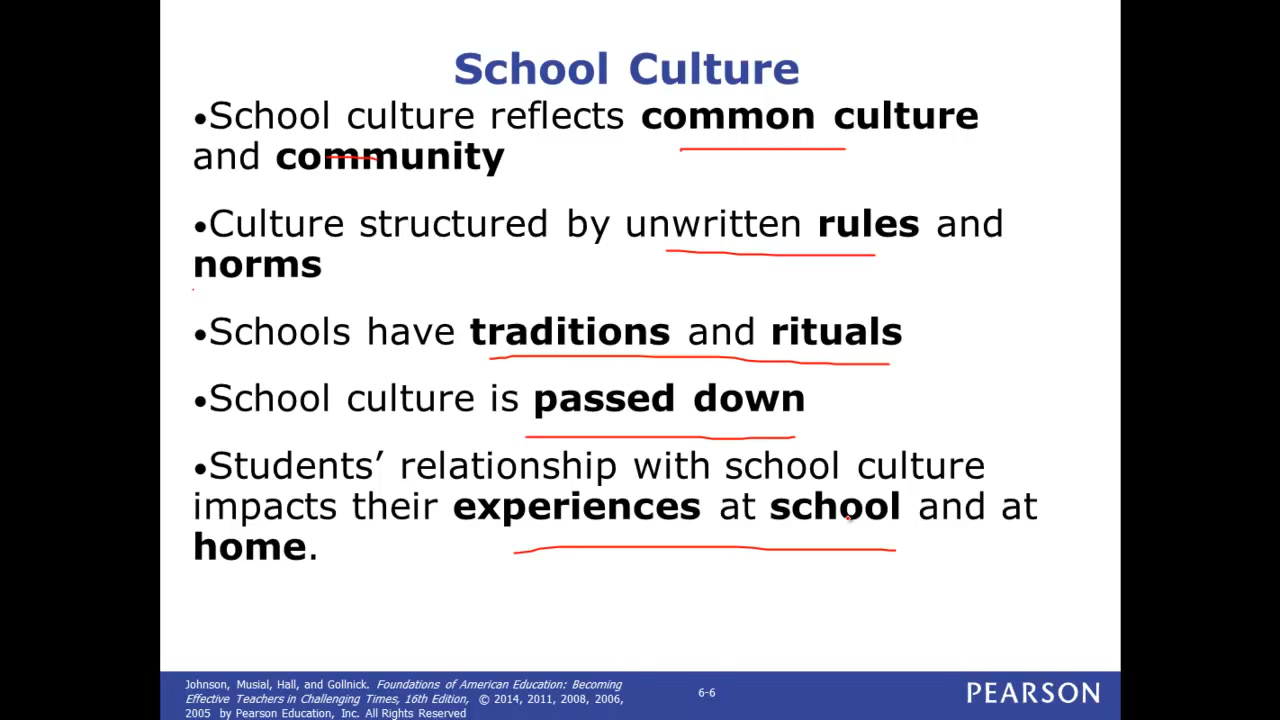 School Culture
•School culture reflects common culture
and community
•Culture structured by unwritten rules and
norms
•Schools have traditions and rituals
•School culture is passed down
•Students’ relationship with school culture
impacts their experiences at school and at
home.
Johnson, Musial, Hall, and Gollnick. Foundations of American Education: Becoming
Effective Teachers in Challenging Times, 16th Edition, © 2014, 2011, 2008, 2006,
2005 by Pearson Education, Inc. All Rights Reserved
6-6
PEARSON